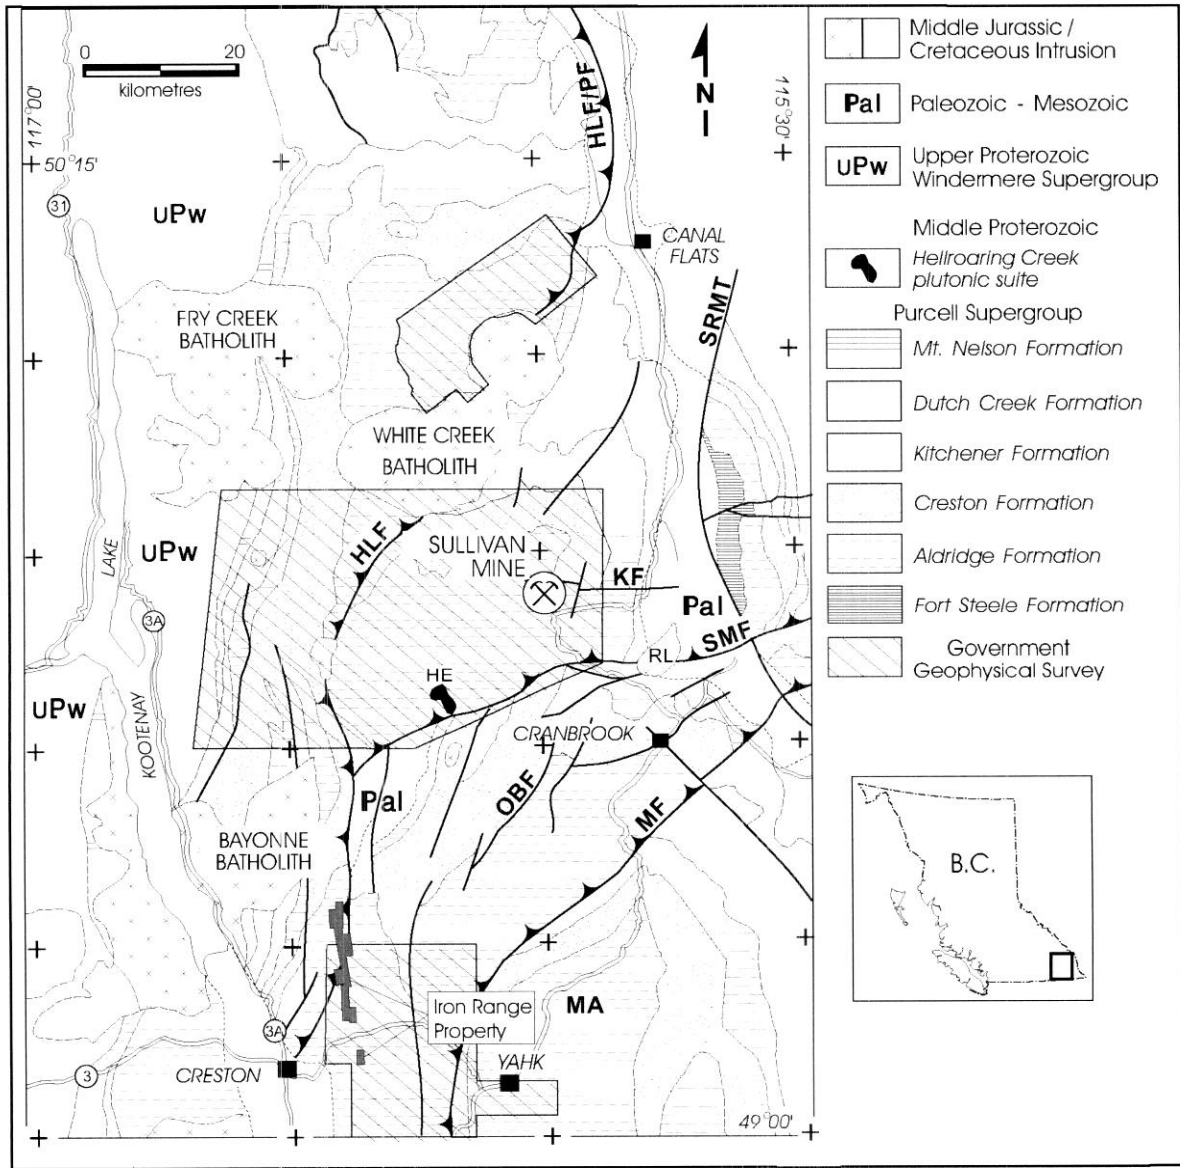 0 20
kilometres
117°00'
50°15'
115°30'
N
HLF/PF
31
UPw
CANAL
FLATS
FRY CREEK
BATHOLITH
SRMT
WHITE CREEK
BATHOLITH
HLF
SULLIVAN
MINE
UPw
LAKE
KF
Pal
3A
SMF
RL
HE
UPw
KOOTENAY
CRANBROOK
OBF
Pal
MF
BAYONNE
BATHOLITH
MA
Iron Range
Property
3A
YAHK
CRESTON
3
49°00'
Middle Jurassic /
Cretaceous Intrusion
Pal Paleozoic - Mesozoic
UPw Upper Proterozoic
Windermere Supergroup
Middle Proterozoic
Hellroaring Creek
plutonic suite
Purcell Supergroup
Mt. Nelson Formation
Dutch Creek Formation
Kitchener Formation
Creston Formation
Aldridge Formation
Fort Steele Formation
Government
Geophysical Survey
B.C.